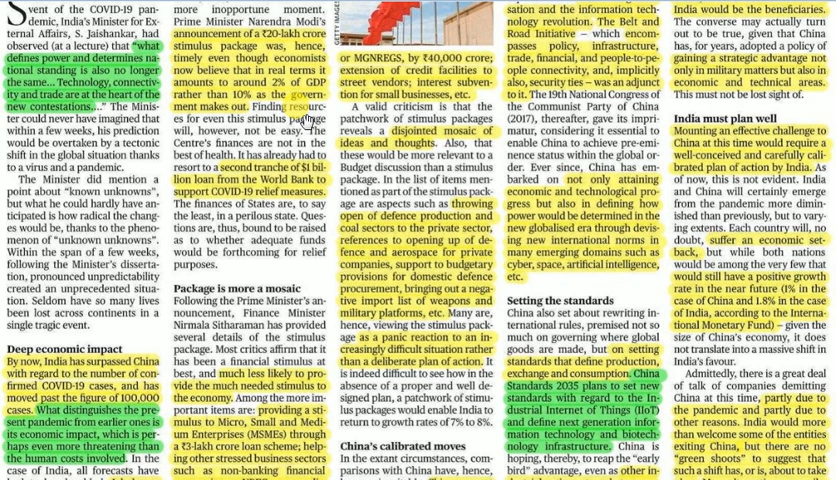 vent of the COVID-19 pan-
demic, India's Minister for Ex-
ternal Affairs, S. Jaishankar, had
observed (at a lecture) that "what
defines power and determines na-
tional standing is also no longer
the same... Technology, connectiv-
ity and trade are at the heart of the
new contestations,..." The Minis-
ter could never have imagined that
within a few weeks, his prediction
would be overtaken by a tectonic
shift in the global situation thanks
to a virus and a pandemic.
The Minister did mention a
point about "known unknowns",
but what he could hardly have an-
ticipated is how radical the chang-
es would be, thanks to the pheno-
menon of "unknown unknowns".
Within the span of a few weeks,
following the Minister's disserta-
tion, pronounced unpredictability
created an unprecedented situa-
tion. Seldom have so many lives
been lost across continents in a
single tragic event.
Deep economic impact
By now, India has surpassed China
with regard to the number of con-
firmed COVID-19 cases, and has
moved past the figure of 100,000
cases. What distinguishes the pre-
sent pandemic from earlier ones is
its economic impact, which is per-
haps even more threatening than
the human costs involved. In the
case of India, all forecasts have
more inopportune moment.
Prime Minister Narendra Modi's
announcement of a ₹20-lakh crore
stimulus package was, hence,
timely even though economists
now believe that in real terms it
amounts to around 2% of GDP
rather than 10% as the govern-
ment makes out. Finding resourc-
es for even this stimulus package
will, however, not be easy. The
Centre's finances are not in the
best of health. It has already had to
resort to a second tranche of $1 bil-
lion loan from the World Bank to
support COVID-19 relief measures.
The finances of States are, to say
the least, in a perilous state. Ques-
tions are, thus, bound to be raised
as to whether adequate funds
would be forthcoming for relief
purposes.
Package is more a mosaic
Following the Prime Minister's an-
nouncement, Finance Minister
Nirmala Sitharaman has provided
several details of the stimulus
package. Most critics affirm that it
has been a financial stimulus at
best, and much less likely to pro-
vide the much needed stimulus to
the economy. Among the more im-
portant items are: providing a sti-
mulus to Micro, Small and Medi-
um Enterprises (MSMEs) through
a ₹3-lakh crore loan scheme; help-
ing other stressed business sectors
such as non-banking financial
GETTY IMAGES
or MGNREGS, by ₹40,000 crore;
extension of credit facilities to
street vendors; interest subven-
tion for small businesses, etc.
A valid criticism is that the
patchwork of stimulus packages
reveals a disjointed mosaic of
ideas and thoughts. Also, that
these would be more relevant to a
Budget discussion than a stimulus
package. In the list of items men-
tioned as part of the stimulus pack-
age are aspects such as throwing
open of defence production and
coal sectors to the private sector,
references to opening up of de-
fence and aerospace for private
companies, support to budgetary
provisions for domestic defence
procurement, bringing out a neg-
ative import list of weapons and
military platforms, etc. Many are,
hence, viewing the stimulus pack-
age as a panic reaction to an in-
creasingly difficult situation rather
than a deliberate plan of action. It
is indeed difficult to see how in the
absence of a proper and well de-
signed plan, a patchwork of stimu-
lus packages would enable India to
return to growth rates of 7% to 8%.
China's calibrated moves
In the extant circumstances, com-
parisons with China have, hence,
sation and the information tech-
nology revolution. The Belt and
Road Initiative – which encom-
passes policy, infrastructure,
trade, financial, and people-to-peo-
ple connectivity, and, implicitly
also, security ties – was an adjunct
to it. The 19th National Congress of
the Communist Party of China
(2017), thereafter, gave its impri-
matur, considering it essential to
enable China to achieve pre-emi-
nence status within the global or-
der. Ever since, China has em-
barked on not only attaining
economic and technological pro-
gress but also in defining how
power would be determined in the
new globalised era through devis-
ing new international norms in
many emerging domains such as
cyber, space, artificial intelligence,
etc.
Setting the standards
China also set about rewriting in-
ternational rules, premised not so
much on governing where global
goods are made, but on setting
standards that define production,
exchange and consumption. China
Standards 2035 plans to set new
standards with regard to the In-
dustrial Internet of Things (IIoT)
and define next generation infor-
mation technology and biotech-
nology infrastructure. China is
hoping, thereby, to reap the "early
bird" advantage, even as other in-
India would be the beneficiaries.
The converse may actually turn
out to be true, given that China
has, for years, adopted a policy of
gaining a strategic advantage not
only in military matters but also in
economic and technical areas.
This must not be lost sight of.
India must plan well
Mounting an effective challenge to
China at this time would require a
well-conceived and carefully cali-
brated plan of action by India. As
of now, this is not evident. India
and China will certainly emerge
from the pandemic more dimin-
ished than previously, but to vary-
ing extents. Each country will, no
doubt, suffer an economic set-
back, but while both nations
would be among the very few that
would still have a positive growth
rate in the near future (1% in the
case of China and 1.8% in the case
of India, according to the Interna-
tional Monetary Fund) – given the
size of China's economy, it does
not translate into a massive shift in
India's favour.
Admittedly, there is a great deal
of talk of companies demitting
China at this time, partly due to
the pandemic and partly due to
other reasons. India would more
than welcome some of the entities
exiting China, but there are no
"green shoots" to suggest that
such a shift has, or is, about to take